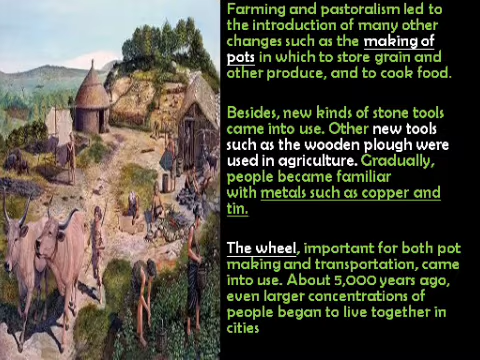 Farming and pastoralism led to
the introduction of many other
changes such as the making of
pots in which to store grain and
other produce, and to cook food.
Besides, new kinds of stone tools
came into use. Other new tools
such as the wooden plough were
used in agriculture. Gradually,
people became familiar
with metals such as copper and
tin.
The wheel, important for both pot
making and transportation, came
into use. About 5,000 years ago,
even larger concentrations of
people began to live together in
cities